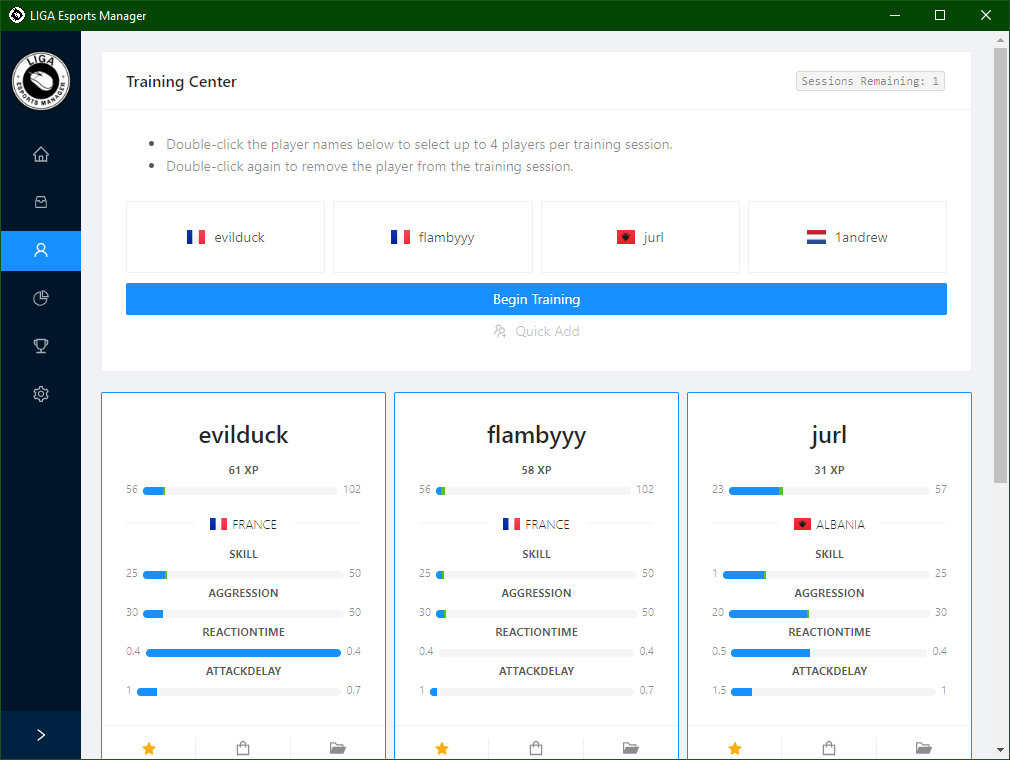 LIGA Esports Manager
LIGA
ESPORTS MANAGER
Training Center
Sessions Remaining: 1
Double-click the player names below to select up to 4 players per training session.
Double-click again to remove the player from the training session.
evilduck
flambyyy
jurl
1andrew
Begin Training
Quick Add
evilduck
61 XP
56 102
FRANCE
SKILL
25 50
AGGRESSION
30 50
REACTIONTIME
0.4 0.4
ATTACKDELAY
1 0.7
flambyyy
58 XP
56 102
FRANCE
SKILL
25 50
AGGRESSION
30 50
REACTIONTIME
0.4 0.4
ATTACKDELAY
1 0.7
jurl
31 XP
23 57
ALBANIA
SKILL
1 25
AGGRESSION
20 30
REACTIONTIME
0.5 0.4
ATTACKDELAY
1.5 1